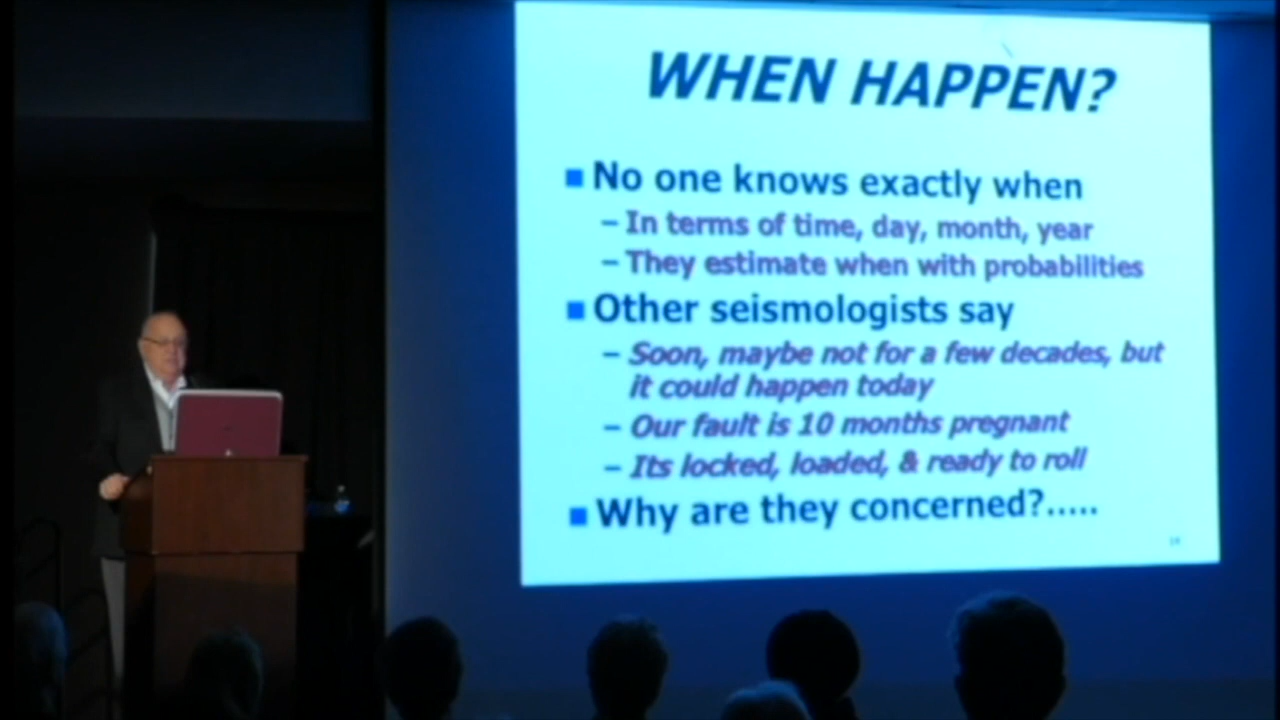 WHEN HAPPEN?
■ No one knows exactly when
– In terms of time, day, month, year
– They estimate when with probabilities
■ Other seismologists say
– Soon, maybe not for a few decades, but
it could happen today
– Our fault is 10 months pregnant
– Its locked, loaded, & ready to roll
■ Why are they concerned?.....